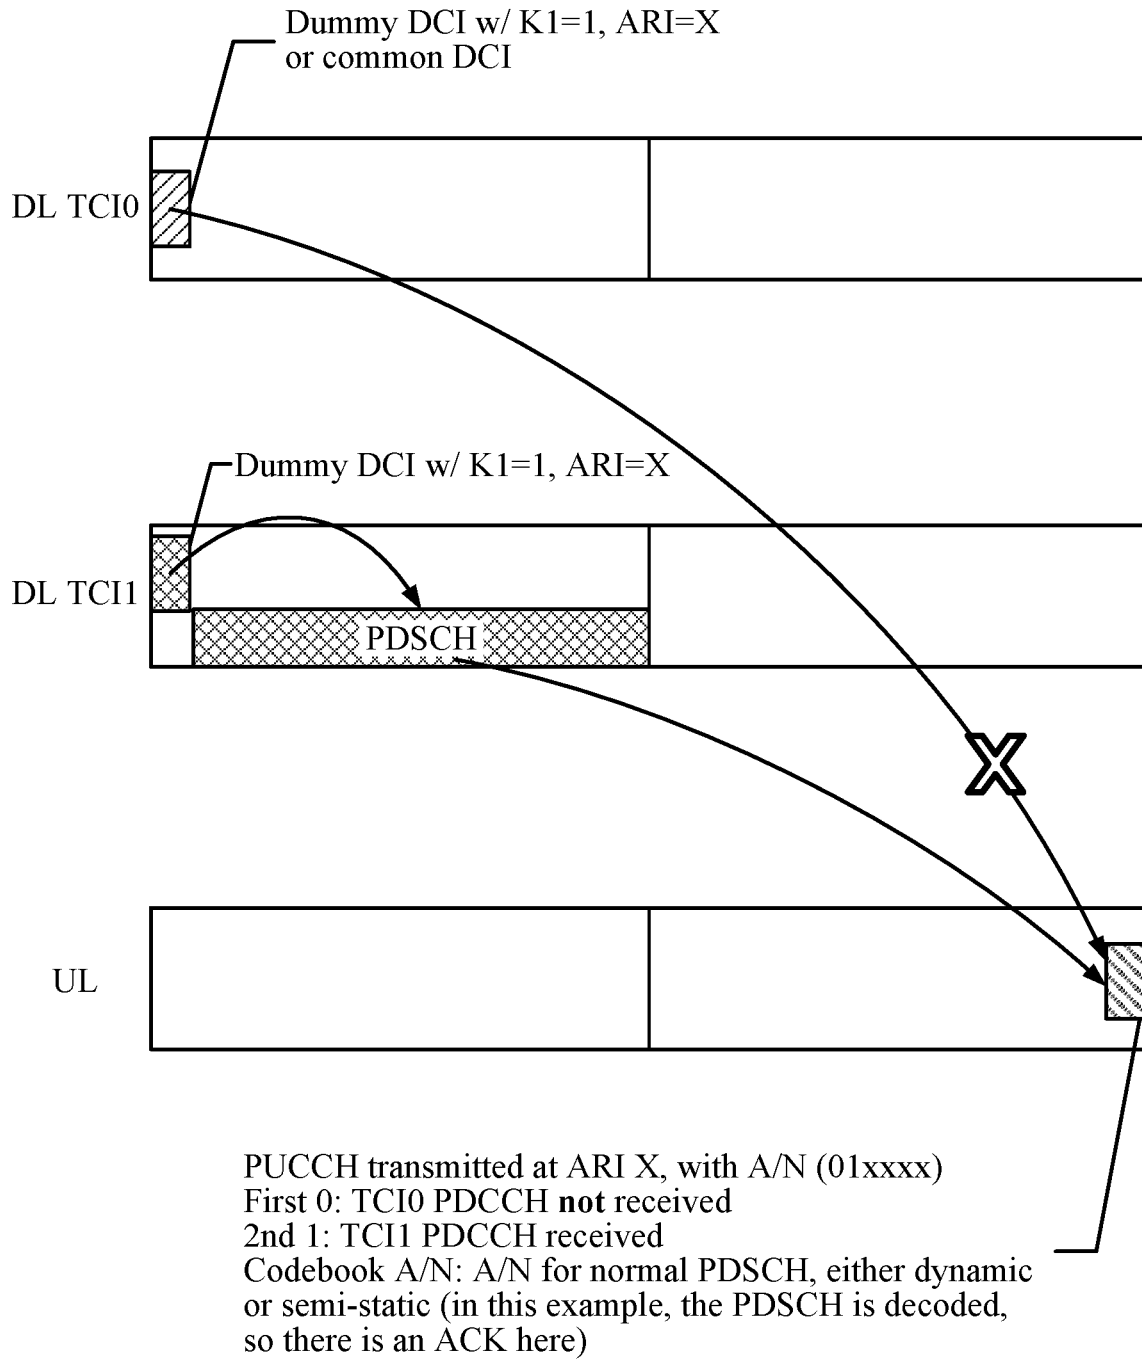 Dummy DCI w/ K1=1, ARI=X
or common DCI
DL TCI0
Dummy DCI w/ K1=1, ARI=X
DL TCI1
PDSCH
X
UL
PUCCH transmitted at ARI X, with A/N (01xxxx)
First 0: TCI0 PDCCH not received
2nd 1: TCI1 PDCCH received
Codebook A/N: A/N for normal PDSCH, either dynamic
or semi-static (in this example, the PDSCH is decoded,
so there is an ACK here)